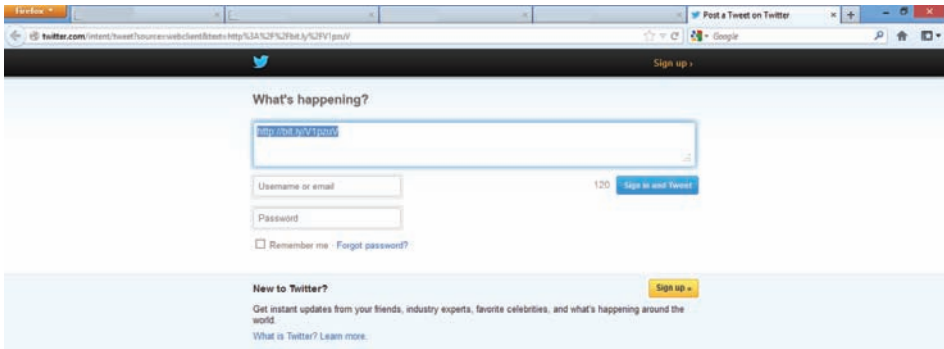 Firefox
Post a Tweet on Twitter
twitter.com/intent/tweet?source=webclient&text=http%3A%2F%2Fbit.ly%2FV1pzuV
Google
Sign up ›
What's happening?
http://bit.ly/V1pzuV
Username or email
120 Sign in and Tweet
Password
Remember me · Forgot password?
New to Twitter?
Sign up »
Get instant updates from your friends, industry experts, favorite celebrities, and what's happening around the
world.
What is Twitter? Learn more.